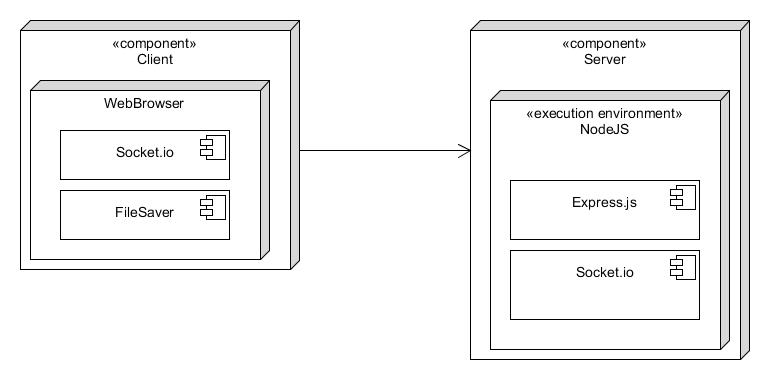 «component»
Client
WebBrowser
Socket.io
FileSaver
«component»
Server
«execution environment»
NodeJS
Express.js
Socket.io